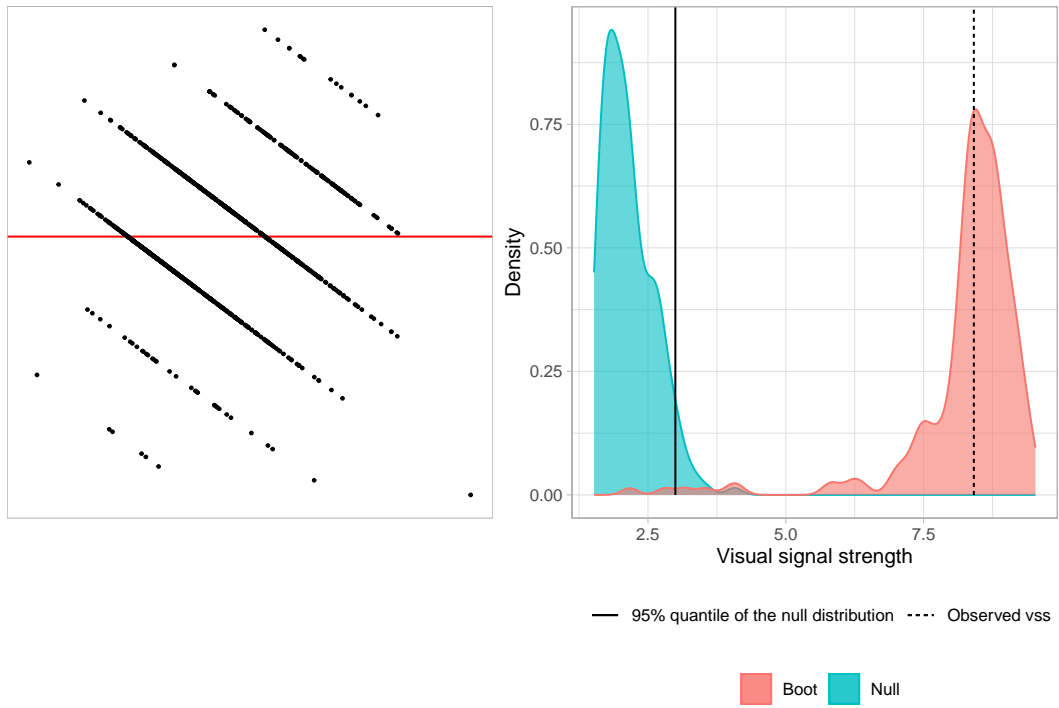 0.75
0.50
0.25
0.00
Density
2.5 5.0 7.5
Visual signal strength
95% quantile of the null distribution Observed vss
Boot Null